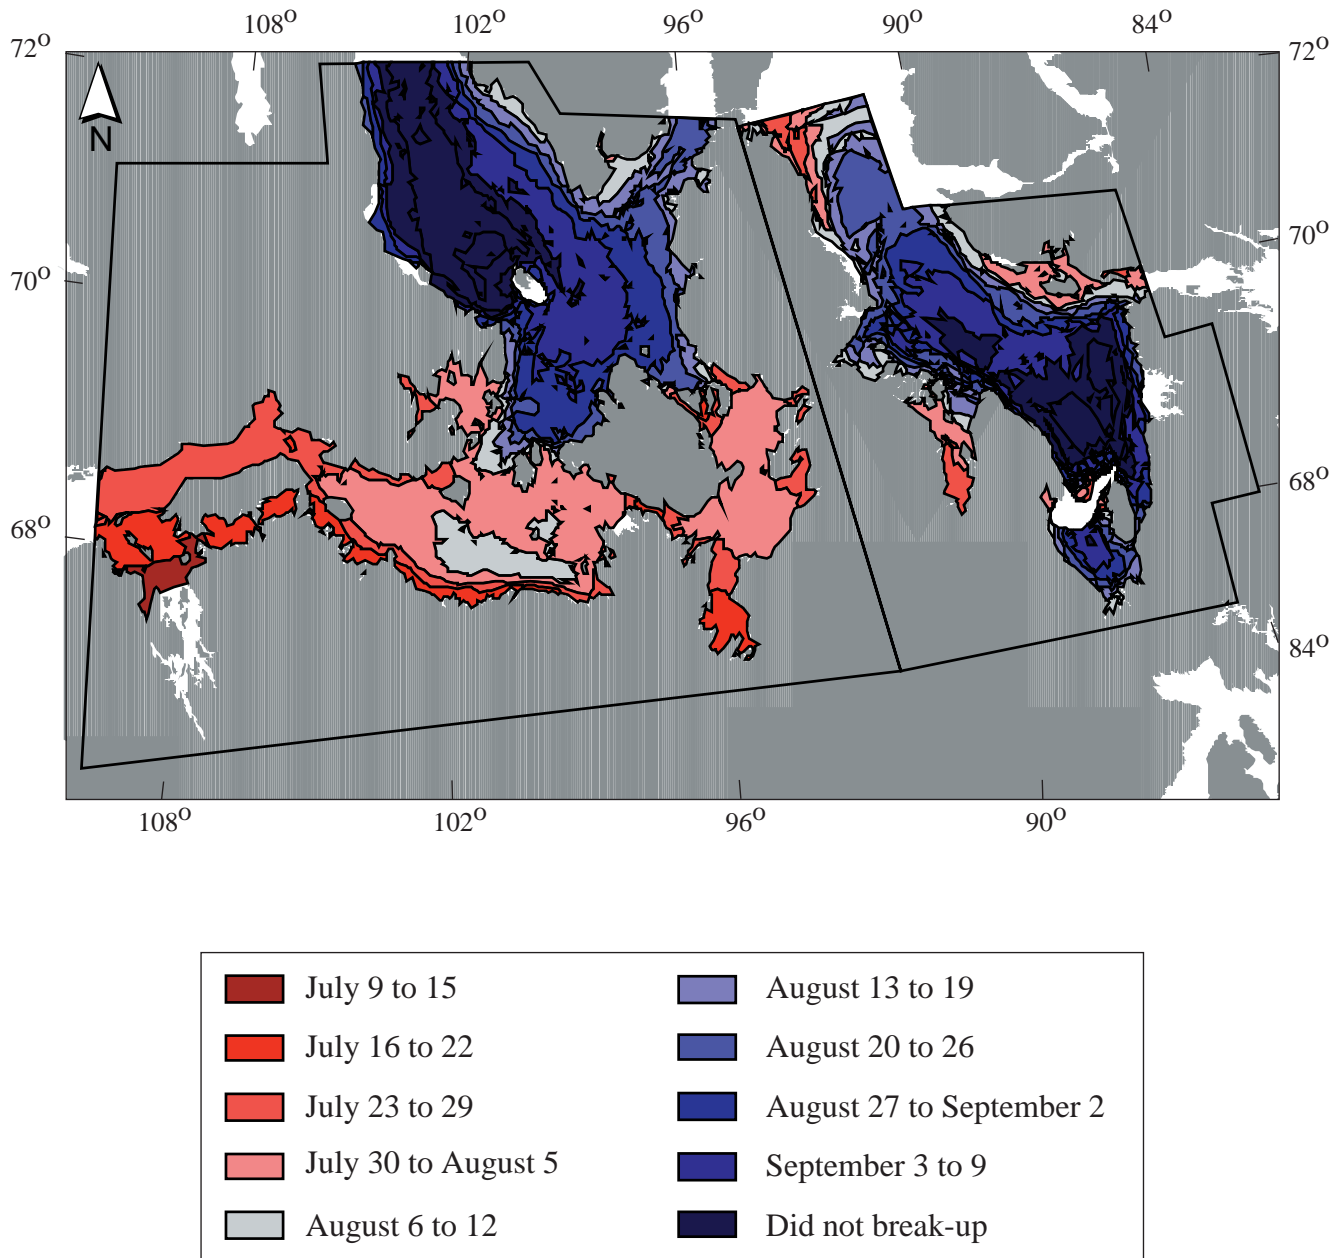 108o 102o 96o 90o 84o
72o 72o
N
70o 70o
68o 68o
84o
108o 102o 96o 90o
July 9 to 15
July 16 to 22
July 23 to 29
July 30 to August 5
August 6 to 12
August 13 to 19
August 20 to 26
August 27 to September 2
September 3 to 9
Did not break-up